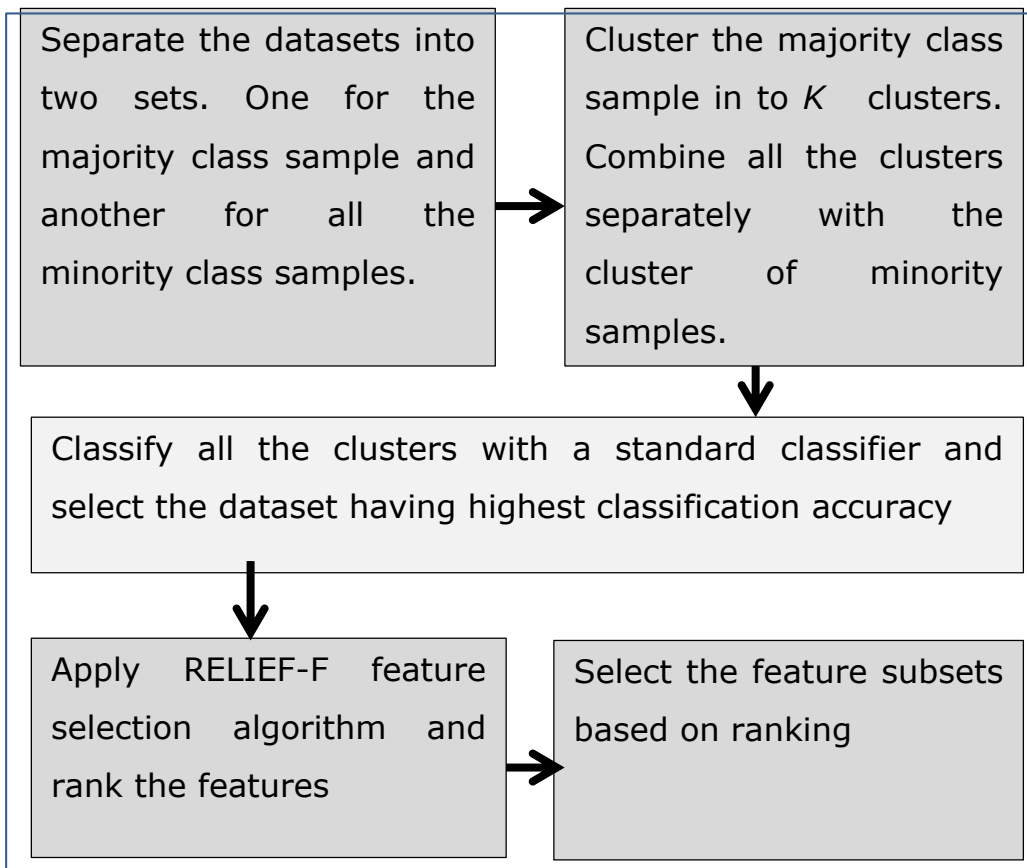 Separate the datasets into
two sets. One for the
majority class sample and
another for all the
minority class samples.
Cluster the majority class
sample in to K clusters.
Combine all the clusters
separately with the
cluster of minority
samples.
Classify all the clusters with a standard classifier and
select the dataset having highest classification accuracy
Apply RELIEF-F feature
selection algorithm and
rank the features
Select the feature subsets
based on ranking